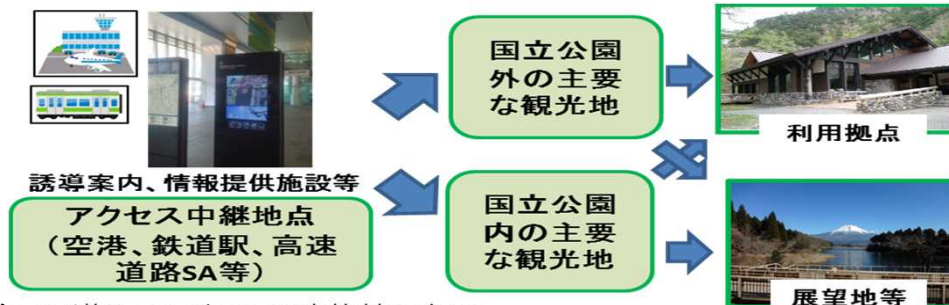 誘導案内、情報提供施設等
アクセス中継地点
（空港、鉄道駅、高速
道路SA等）
国立公園
外の主要
な観光地
国立公園
内の主要
な観光地
利用拠点
展望地等